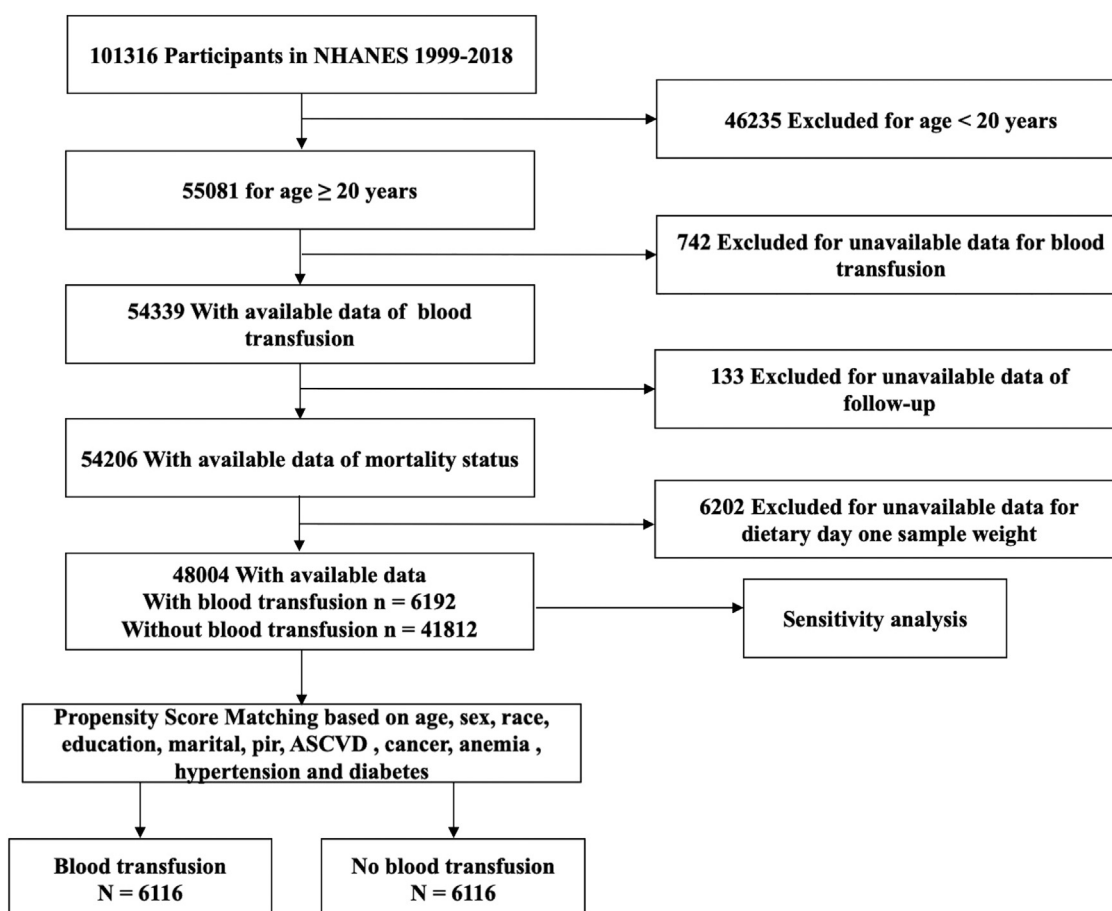 101316 Participants in NHANES 1999-2018
46235 Excluded for age < 20 years
55081 for age ≥ 20 years
742 Excluded for unavailable data for blood
transfusion
54339 With available data of blood
transfusion
133 Excluded for unavailable data of
follow-up
54206 With available data of mortality status
6202 Excluded for unavailable data for
dietary day one sample weight
48004 With available data
With blood transfusion n = 6192
Without blood transfusion n = 41812
Sensitivity analysis
Propensity Score Matching based on age, sex, race,
education, marital, pir, ASCVD , cancer, anemia ,
hypertension and diabetes
Blood transfusion
N = 6116
No blood transfusion
N = 6116